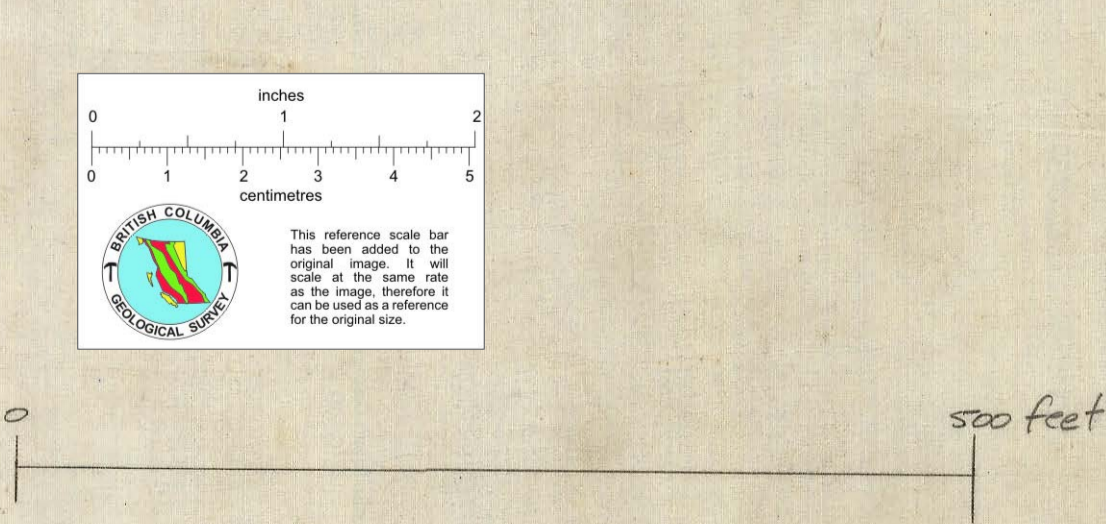 inches
0 1 2
0 1 2 3 4 5
centimetres
BRITISH COLUMBIA
GEOLOGICAL SURVEY
This reference scale bar
has been added to the
original image. It will
scale at the same rate
as the image, therefore it
can be used as a reference
for the original size.
0 500 feet